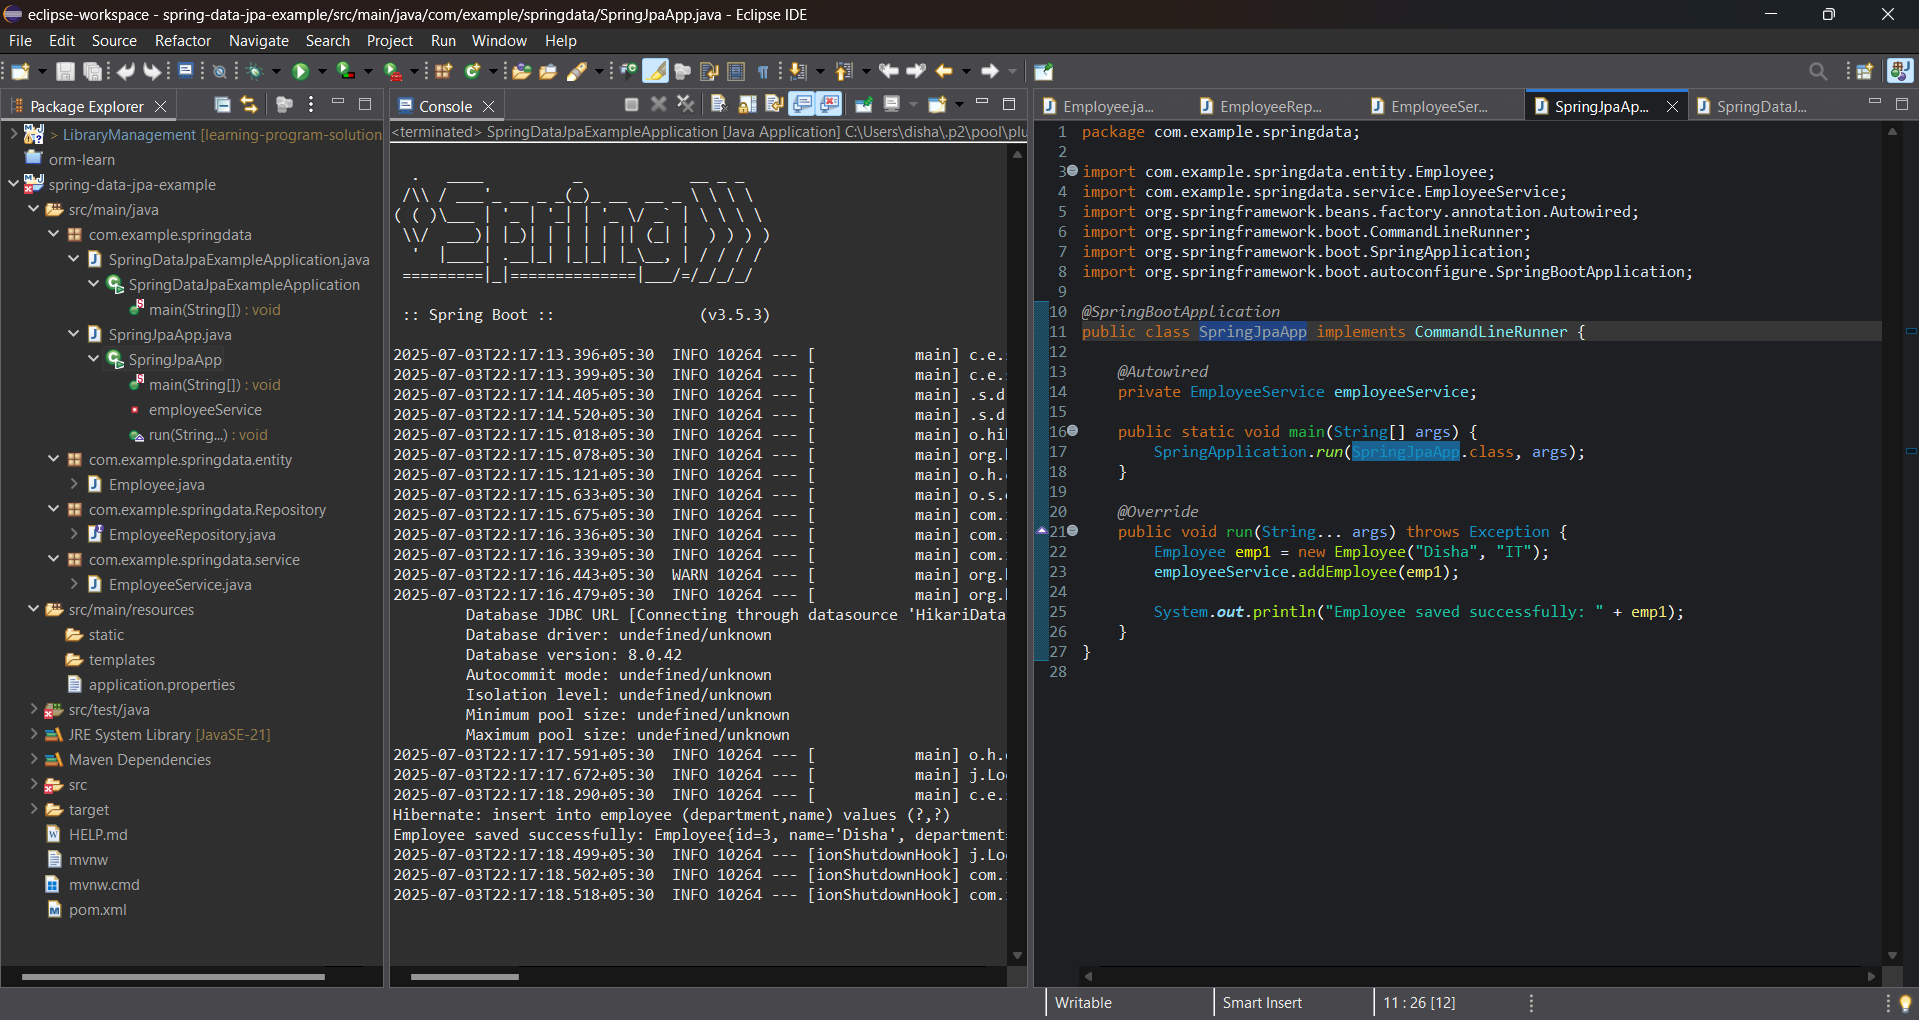 eclipse-workspace - spring-data-jpa-example/src/main/java/com/example/springdata/SpringJpaApp.java - Eclipse IDE
File Edit Source Refactor Navigate Search Project Run Window Help
Package Explorer
> LibraryManagement [learning-program-solution
orm-learn
spring-data-jpa-example
src/main/java
com.example.springdata
SpringDataJpaExampleApplication.java
SpringDataJpaExampleApplication
main(String[]) : void
SpringJpaApp.java
SpringJpaApp
main(String[]) : void
employeeService
run(String...) : void
com.example.springdata.entity
Employee.java
com.example.springdata.Repository
EmployeeRepository.java
com.example.springdata.service
EmployeeService.java
src/main/resources
static
templates
application.properties
src/test/java
JRE System Library [JavaSE-21]
Maven Dependencies
src
target
HELP.md
mvnw
mvnw.cmd
pom.xml
Console
<terminated> SpringDataJpaExampleApplication [Java Application] C:\Users\disha\.p2\pool\plu
:: Spring Boot :: (v3.5.3)
2025-07-03T22:17:13.396+05:30 INFO 10264 --- [ main] c.e.
2025-07-03T22:17:13.399+05:30 INFO 10264 --- [ main] c.e.
2025-07-03T22:17:14.405+05:30 INFO 10264 --- [ main] .s.d
2025-07-03T22:17:14.520+05:30 INFO 10264 --- [ main] .s.d
2025-07-03T22:17:15.018+05:30 INFO 10264 --- [ main] o.hi
2025-07-03T22:17:15.078+05:30 INFO 10264 --- [ main] org.
2025-07-03T22:17:15.121+05:30 INFO 10264 --- [ main] o.h.
2025-07-03T22:17:15.633+05:30 INFO 10264 --- [ main] o.s.
2025-07-03T22:17:15.675+05:30 INFO 10264 --- [ main] com.
2025-07-03T22:17:16.336+05:30 INFO 10264 --- [ main] com.
2025-07-03T22:17:16.339+05:30 INFO 10264 --- [ main] com.
2025-07-03T22:17:16.443+05:30 WARN 10264 --- [ main] org.
2025-07-03T22:17:16.479+05:30 INFO 10264 --- [ main] org.
Database JDBC URL [Connecting through datasource 'HikariData
Database driver: undefined/unknown
Database version: 8.0.42
Autocommit mode: undefined/unknown
Isolation level: undefined/unknown
Minimum pool size: undefined/unknown
Maximum pool size: undefined/unknown
2025-07-03T22:17:17.591+05:30 INFO 10264 --- [ main] o.h.
2025-07-03T22:17:17.672+05:30 INFO 10264 --- [ main] j.Lo
2025-07-03T22:17:18.290+05:30 INFO 10264 --- [ main] c.e.
Hibernate: insert into employee (department,name) values (?,?)
Employee saved successfully: Employee{id=3, name='Disha', department
2025-07-03T22:17:18.499+05:30 INFO 10264 --- [ionShutdownHook] j.Lo
2025-07-03T22:17:18.502+05:30 INFO 10264 --- [ionShutdownHook] com.
2025-07-03T22:17:18.518+05:30 INFO 10264 --- [ionShutdownHook] com.
Employee.ja... EmployeeRep... EmployeeSer... SpringJpaAp... SpringDataJ...
1 package com.example.springdata;
2
3 import com.example.springdata.entity.Employee;
4 import com.example.springdata.service.EmployeeService;
5 import org.springframework.beans.factory.annotation.Autowired;
6 import org.springframework.boot.CommandLineRunner;
7 import org.springframework.boot.SpringApplication;
8 import org.springframework.boot.autoconfigure.SpringBootApplication;
9
10 @SpringBootApplication
11 public class SpringJpaApp implements CommandLineRunner {
12
13 @Autowired
14 private EmployeeService employeeService;
15
16 public static void main(String[] args) {
17 SpringApplication.run(SpringJpaApp.class, args);
18 }
19
20 @Override
21 public void run(String... args) throws Exception {
22 Employee emp1 = new Employee("Disha", "IT");
23 employeeService.addEmployee(emp1);
24
25 System.out.println("Employee saved successfully: " + emp1);
26 }
27 }
28
Writable Smart Insert 11 : 26 [12]